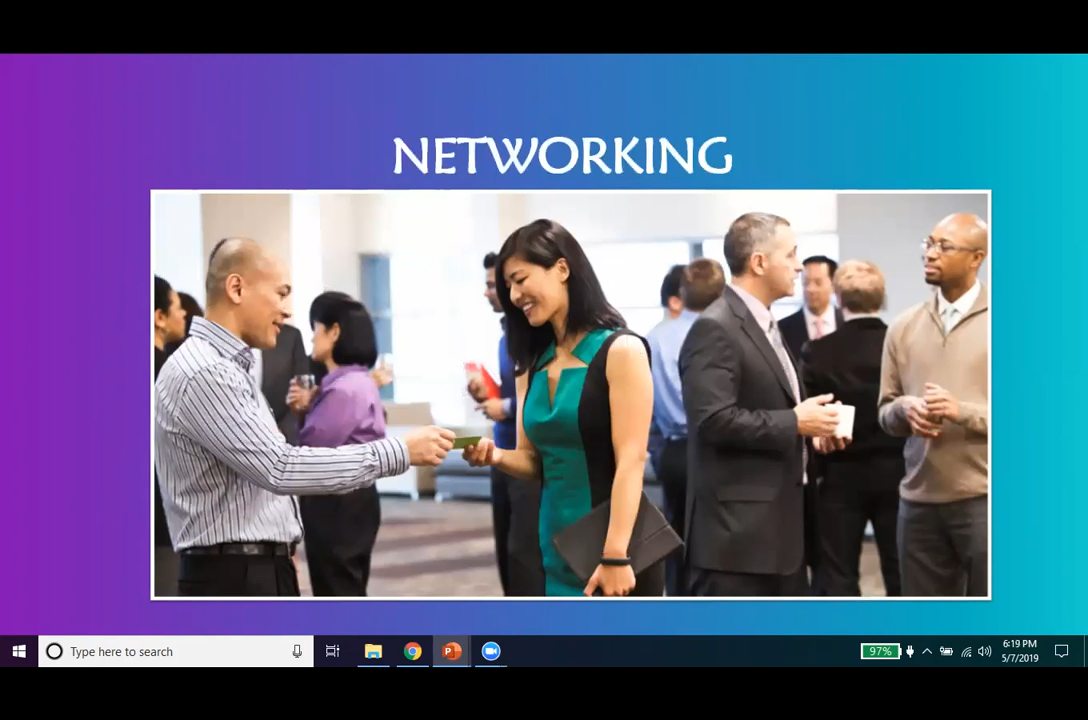 NETWORKING
Type here to search
97%
6:19 PM
5/7/2019